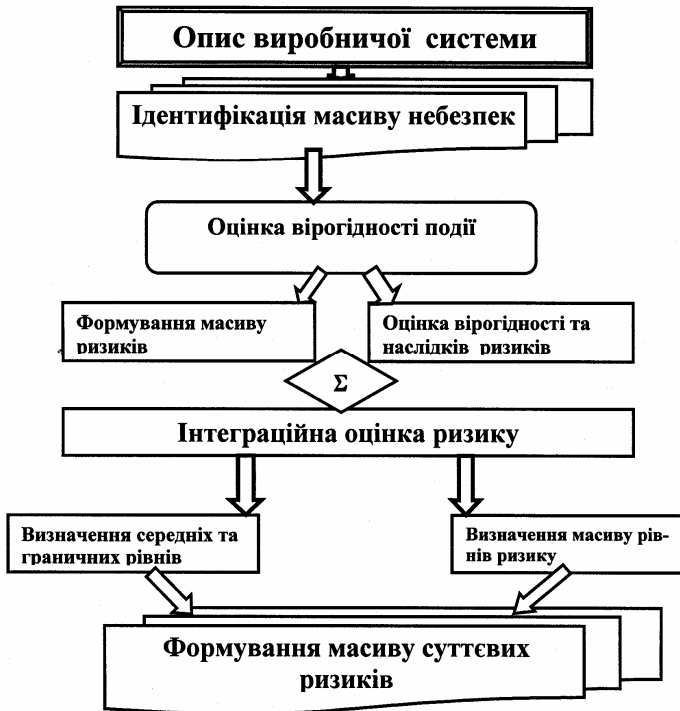 Опис виробничої системи
Ідентифікація масиву небезпек
Оцінка вірогідності події
Формування масиву
ризиків
Оцінка вірогідності та
наслідків ризиків
Σ
Інтеграційна оцінка ризику
Визначення середніх та
граничних рівнів
Визначення масиву рів-
нів ризику
Формування масиву суттєвих
ризиків